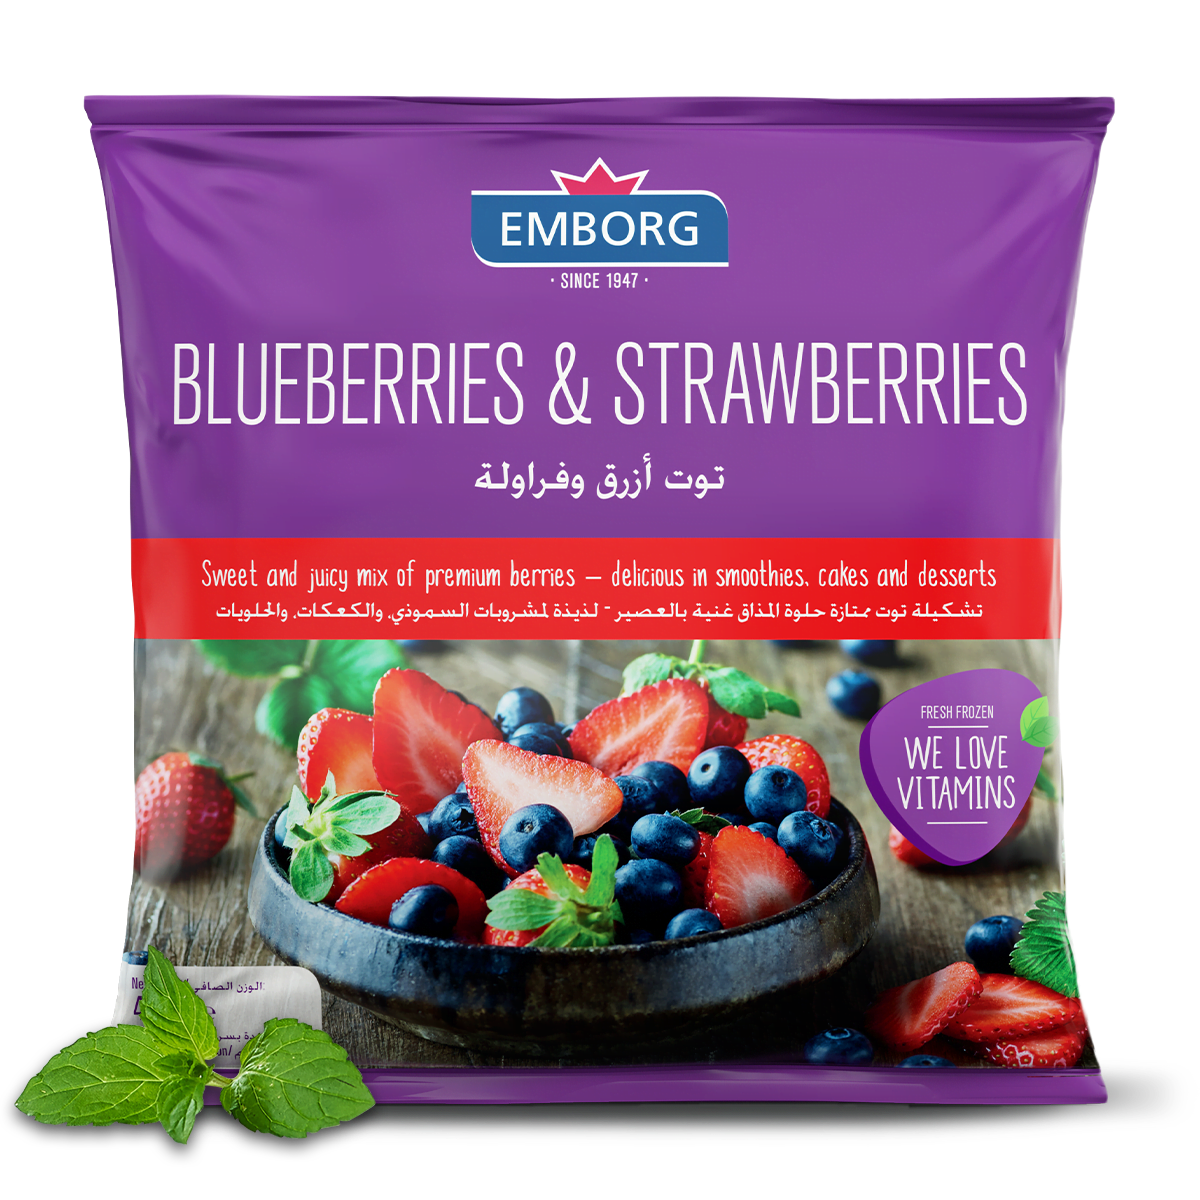 EMBORG
· SINCE 1947 ·
BLUEBERRIES & STRAWBERRIES
توت أزرق وفراولة
Sweet and juicy mix of premium berries – delicious in smoothies, cakes and desserts
تشكيلة توت ممتازة حلوة المذاق غنية بالعصير - لذيذة لمشروبات السموذي، والكعكات، والحلويات
FRESH FROZEN
WE LOVE
VITAMINS
الوزن الصافي: